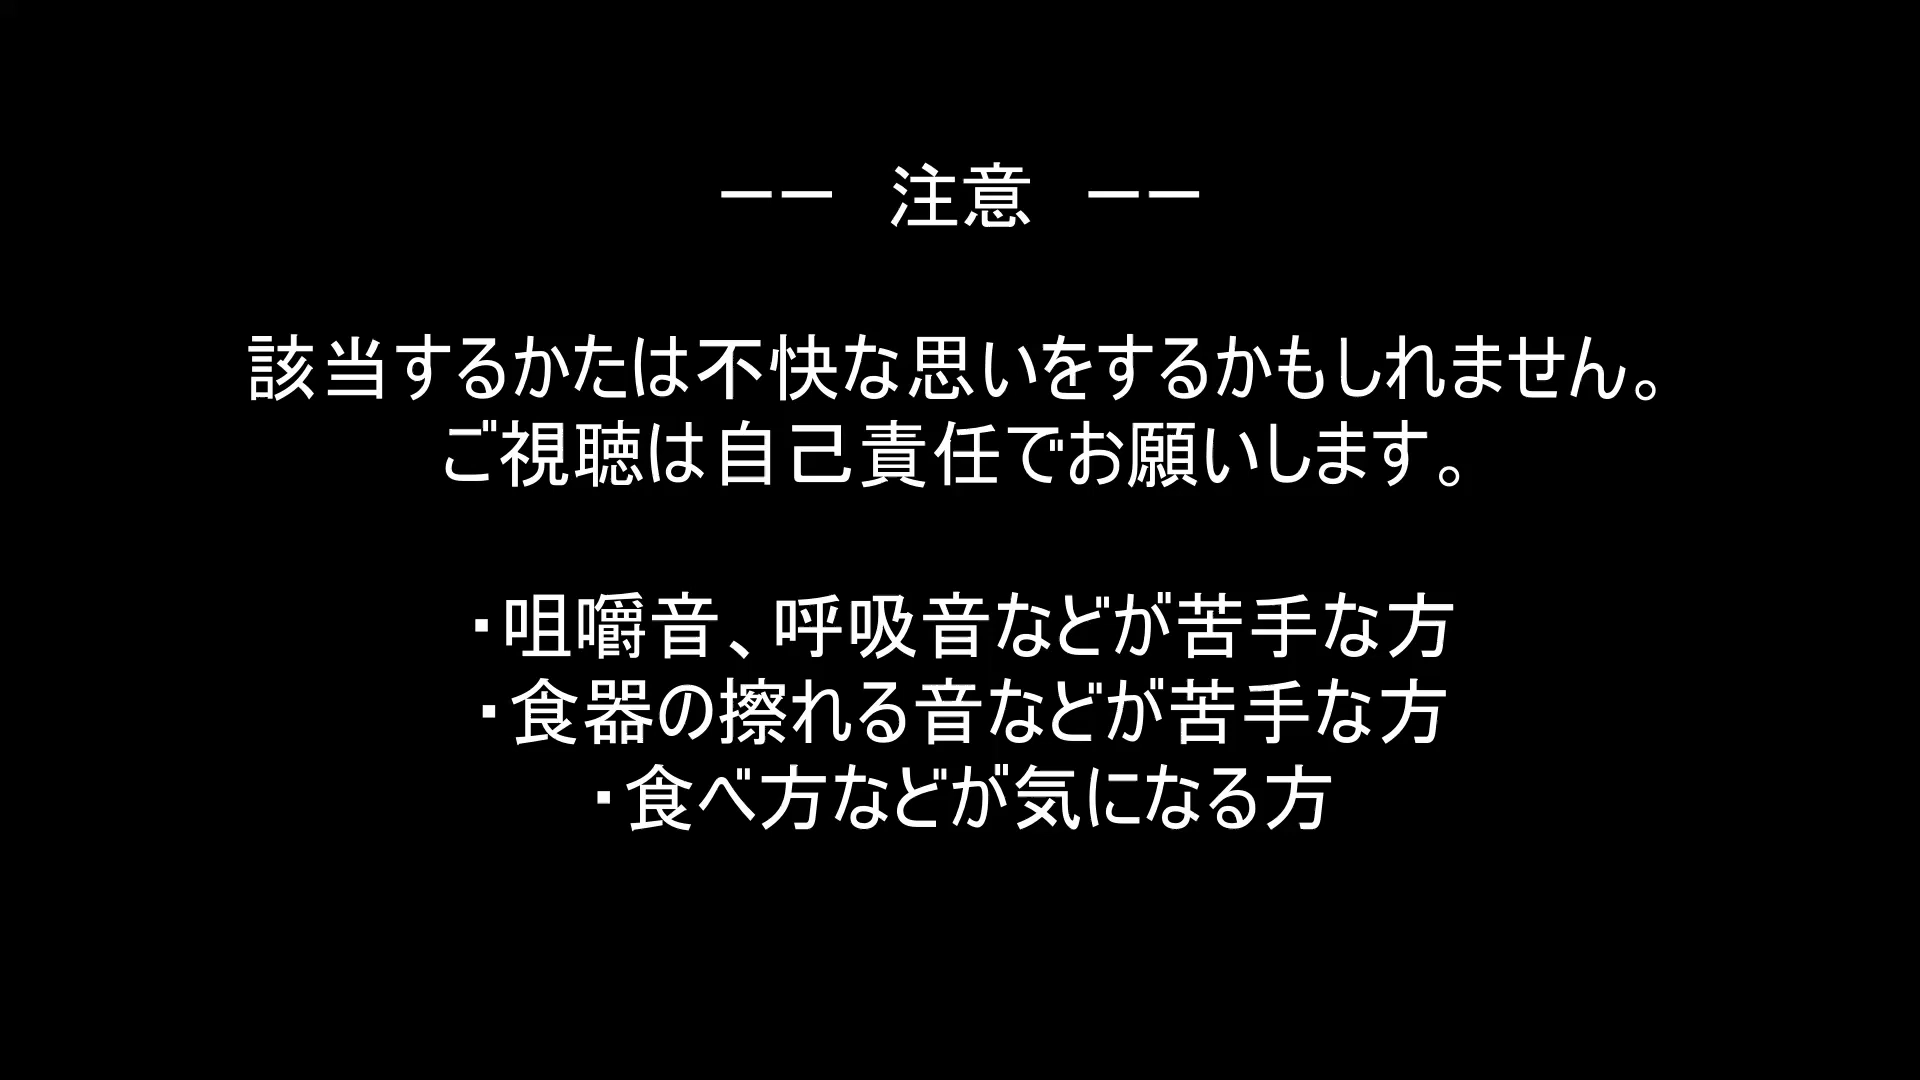 ーー　注意　ーー
該当するかたは不快な思いをするかもしれません。
ご視聴は自己責任でお願いします。
・咀嚼音、呼吸音などが苦手な方
・食器の擦れる音などが苦手な方
・食べ方などが気になる方